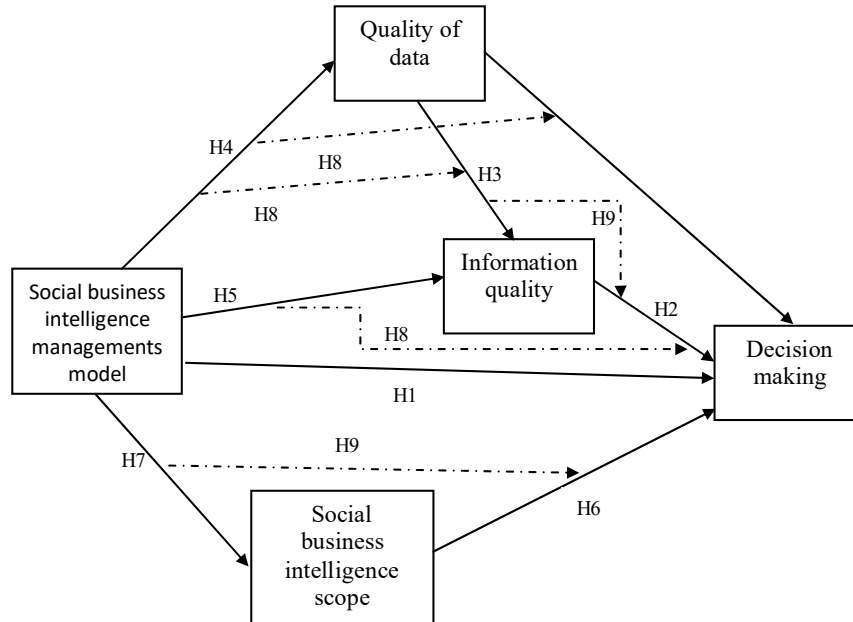 Quality of
data
H4
H8
H3
H8
H9
Information
quality
Social business
intelligence
managements
model
H5
H2
H8
Decision
making
H1
H9
H7
H6
Social
business
intelligence
scope